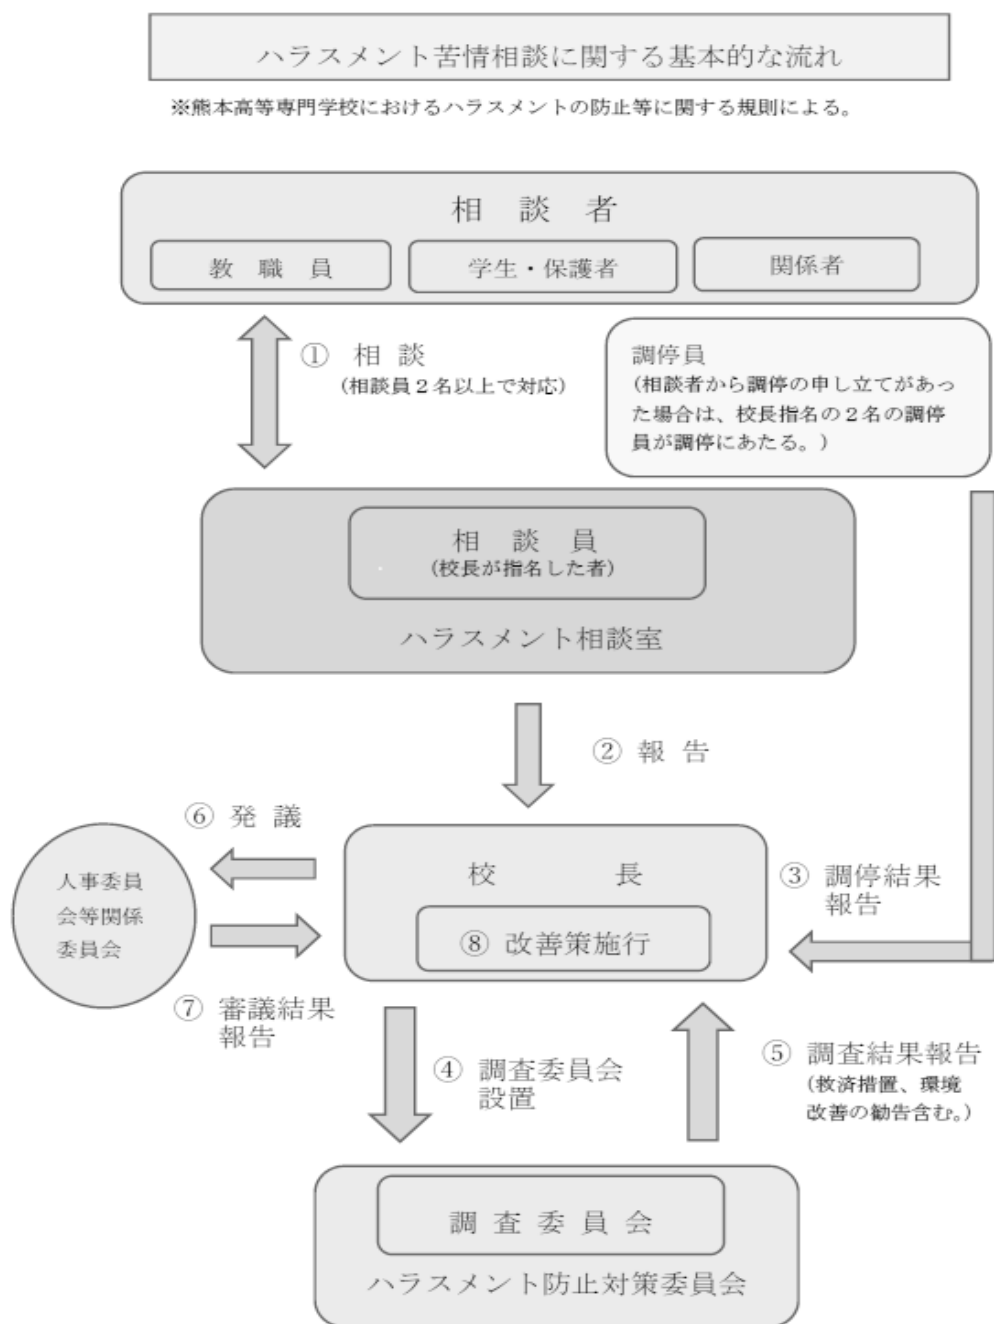 ハラスメント苦情相談に関する基本的な流れ
※熊本高等専門学校におけるハラスメントの防止等に関する規則による。
相 談 者
教 職 員
学生・保護者
関係者
① 相 談
(相談員２名以上で対応)
調停員
(相談者から調停の申し立てがあっ
た場合は、校長指名の２名の調停
員が調停にあたる。)
相 談 員
(校長が指名した者)
ハラスメント相談室
② 報 告
⑥ 発 議
人事委員
会等関係
委員会
校 長
⑧ 改善策施行
③ 調停結果
報告
⑦ 審議結果
報告
④ 調査委員会
設置
⑤ 調査結果報告
(救済措置、環境
改善の勧告含む。)
調 査 委 員 会
ハラスメント防止対策委員会